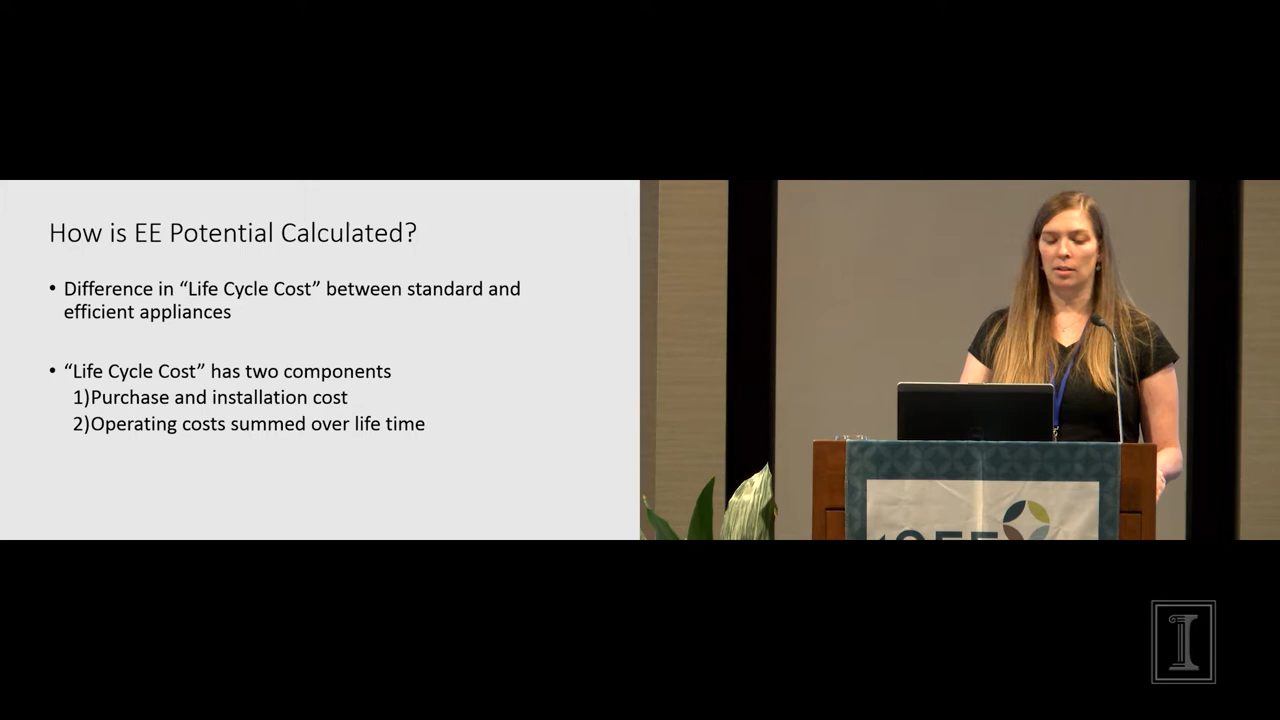 How is EE Potential Calculated?
• Difference in “Life Cycle Cost” between standard and
efficient appliances
• “Life Cycle Cost” has two components
1)Purchase and installation cost
2)Operating costs summed over life time
I